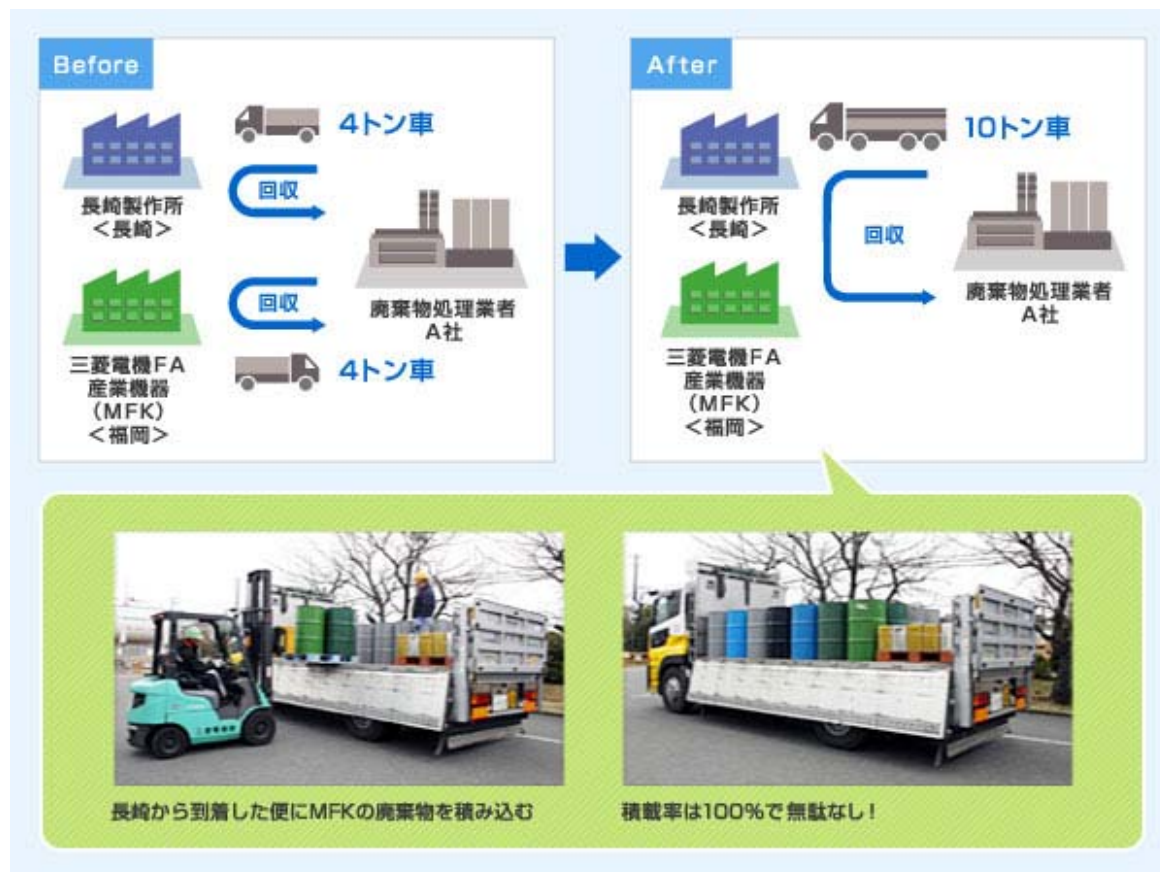 Before
4トン車
回収
長崎製作所
<長崎>
回収
廃棄物処理業者
A社
三菱電機FA
産業機器
(MFK)
<福岡>
4トン車
After
10トン車
長崎製作所
<長崎>
回収
廃棄物処理業者
A社
三菱電機FA
産業機器
(MFK)
<福岡>
長崎から到着した便にMFKの廃棄物を積み込む
積載率は100%で無駄なし!